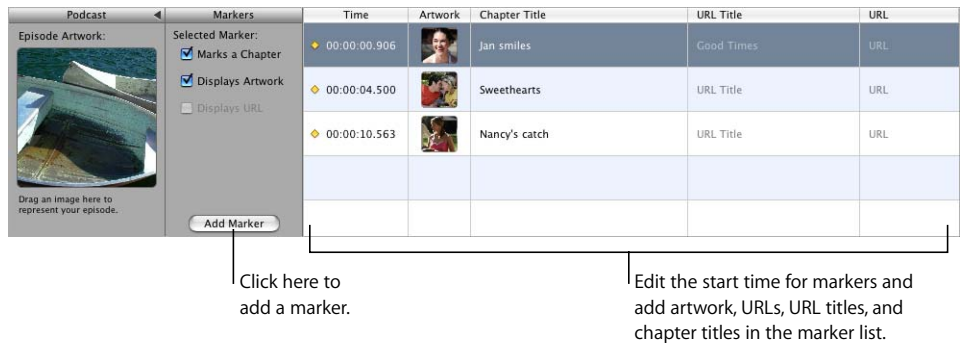 Podcast Markers Time Artwork Chapter Title URL Title URL
Episode Artwork:
Drag an image here to
represent your episode.
Selected Marker:
Marks a Chapter
Displays Artwork
Displays URL
Add Marker
00:00:00.906 Jan smiles Good Times URL
00:00:04.500 Sweethearts URL Title URL
00:00:10.563 Nancy's catch URL Title URL
Click here to
add a marker.
Edit the start time for markers and
add artwork, URLs, URL titles, and
chapter titles in the marker list.